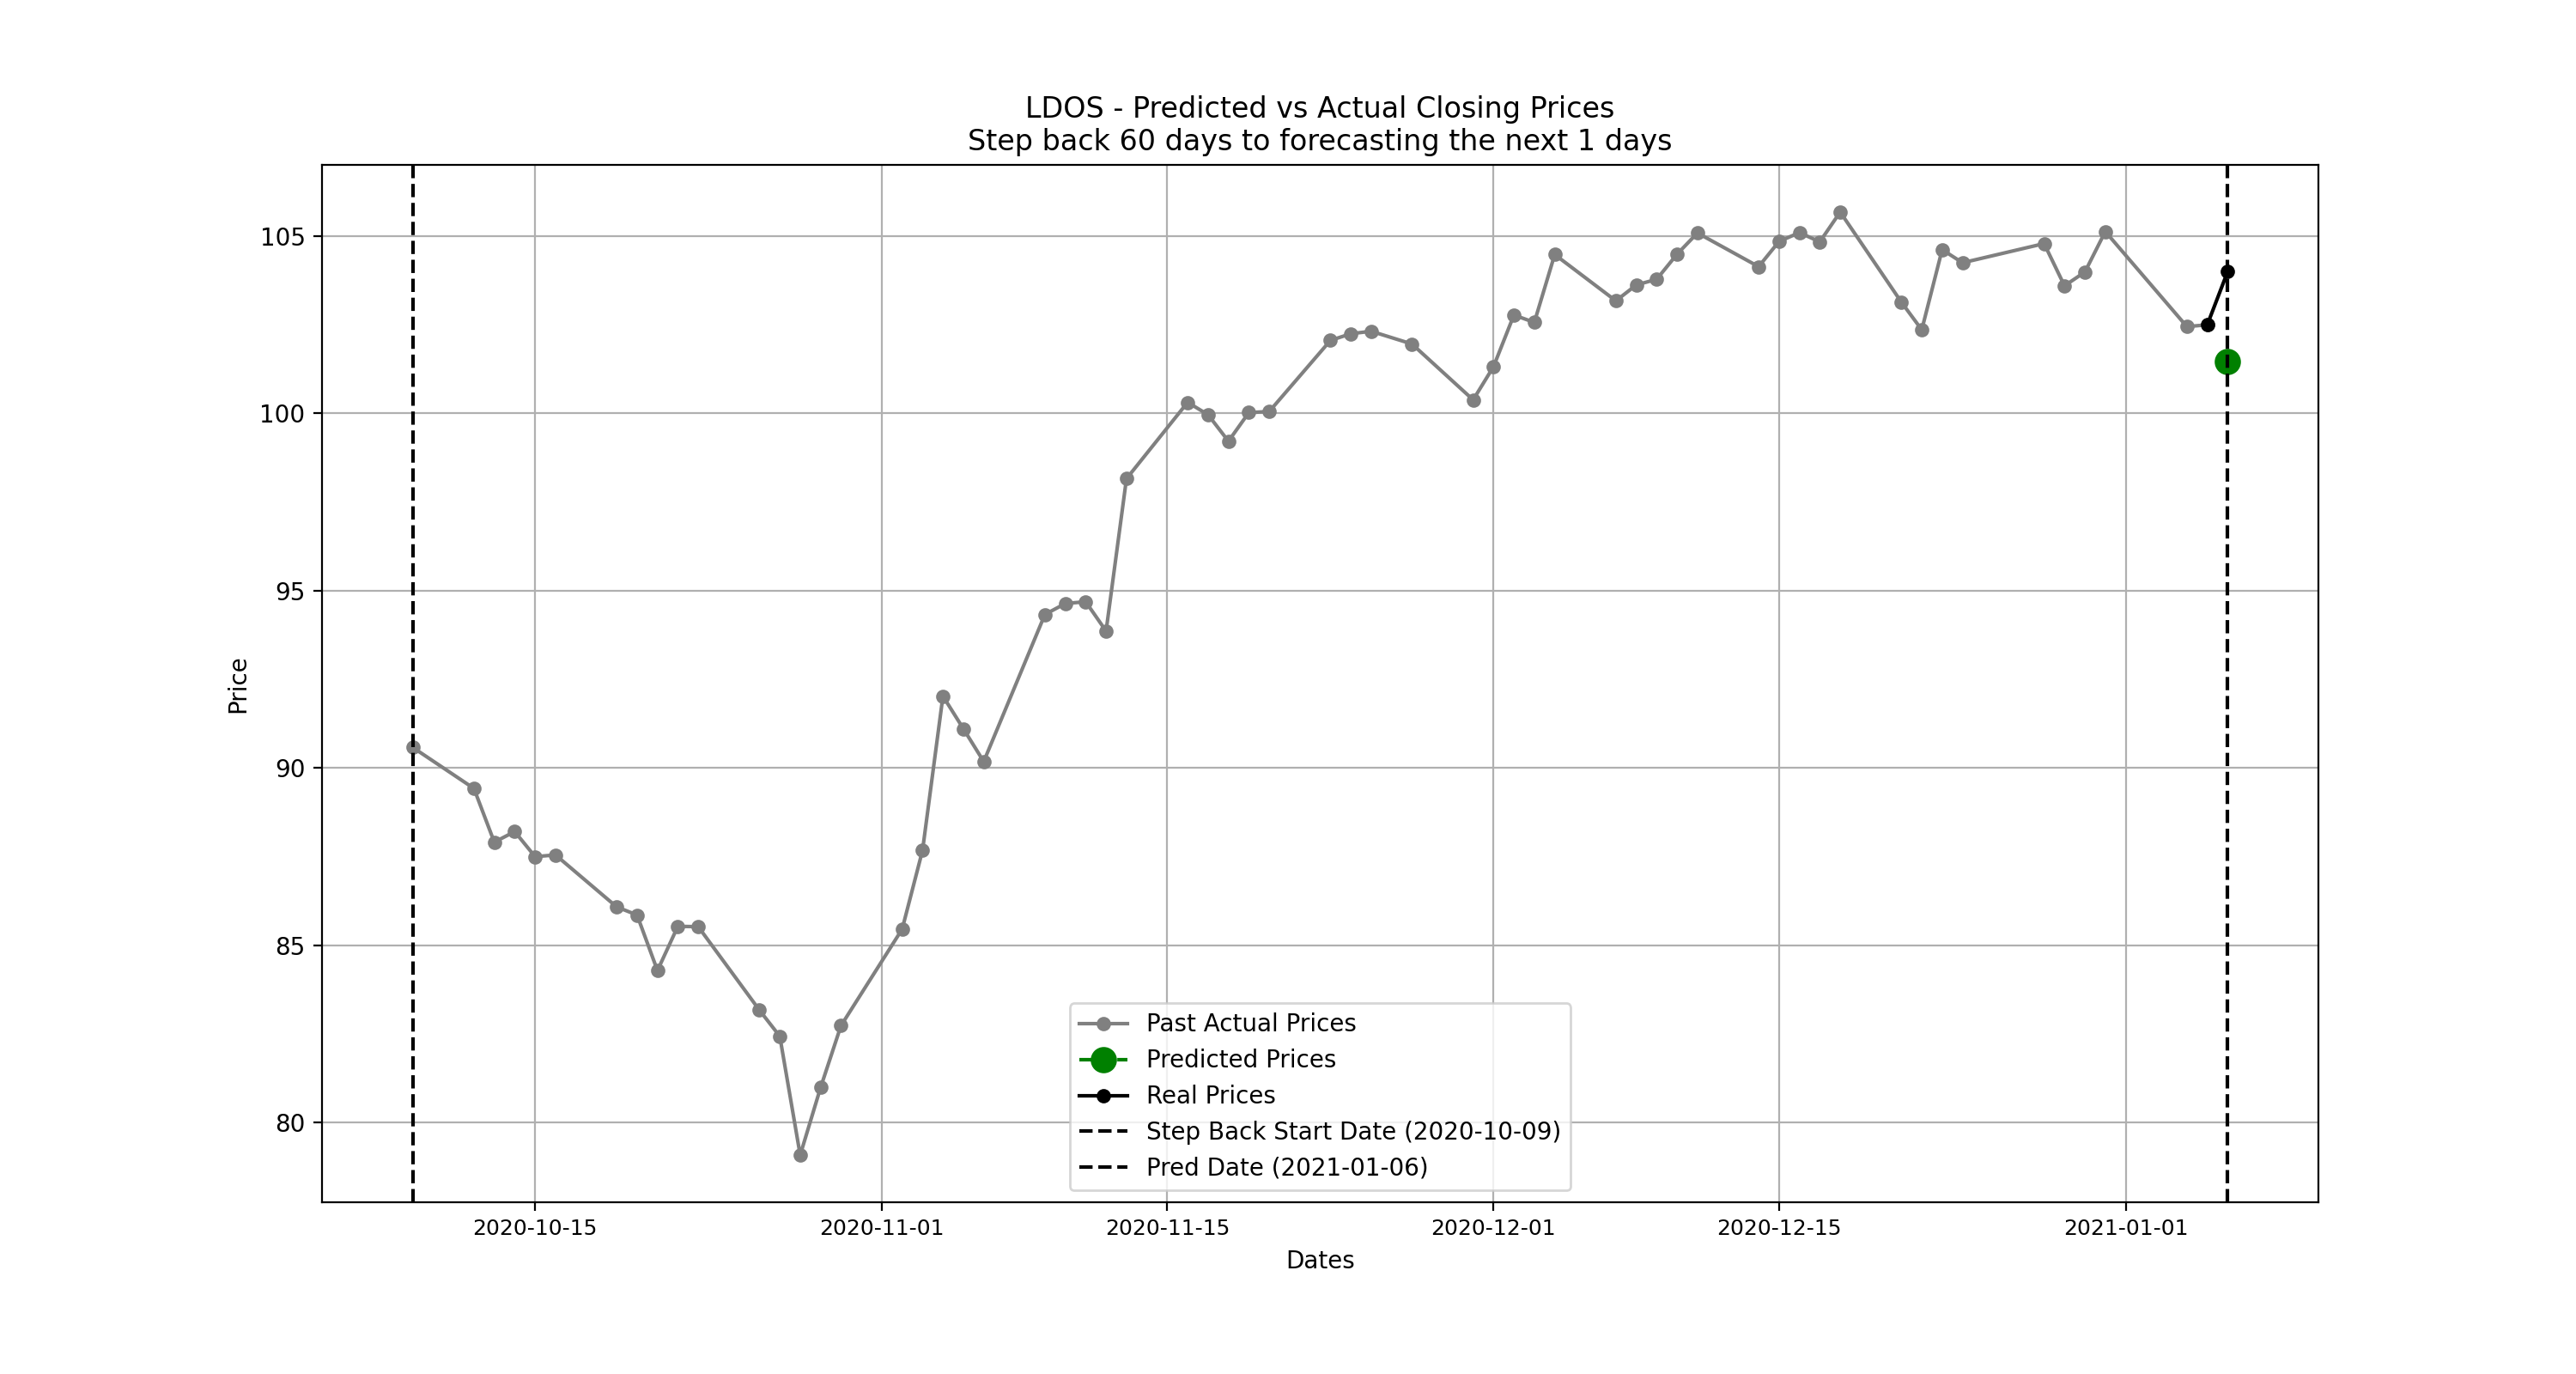 LDOS - Predicted vs Actual Closing Prices
Step back 60 days to forecasting the next 1 days
Price
105
100
95
90
85
80
Past Actual Prices
Predicted Prices
Real Prices
Step Back Start Date (2020-10-09)
Pred Date (2021-01-06)
2020-10-15
2020-11-01
2020-11-15
2020-12-01
2020-12-15
2021-01-01
Dates